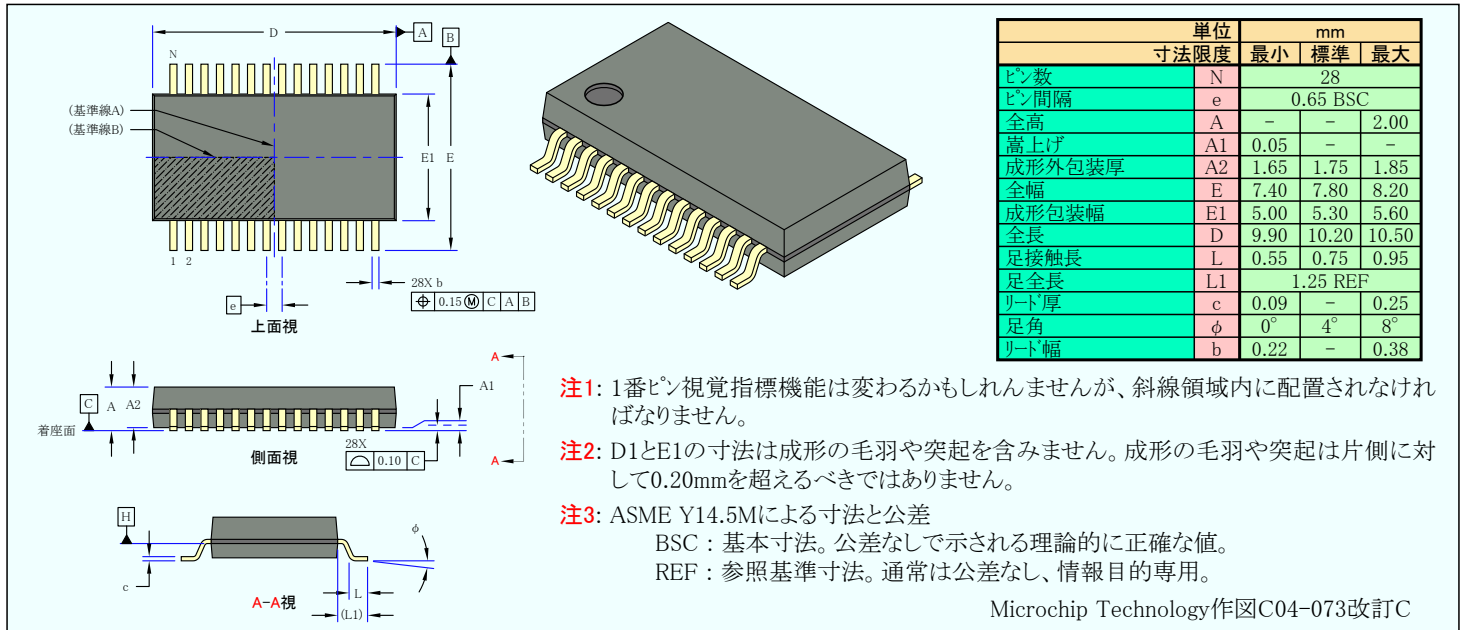 D
A
B
N
(基準線A)
(基準線B)
E1
E
1 2
e
28X b
0.15 Ⓜ C A B
上面視
A
A1
C
A
A2
着座面
28X
0.10 C
側面視
A
H
φ
c
L
(L1)
A-A視
単位 mm
寸法限度 最小 標準 最大
ピン数 N 28
ピン間隔 e 0.65 BSC
全高 A - - 2.00
嵩上げ A1 0.05 - -
成形外包装厚 A2 1.65 1.75 1.85
全幅 E 7.40 7.80 8.20
成形包装幅 E1 5.00 5.30 5.60
全長 D 9.90 10.20 10.50
足接触長 L 0.55 0.75 0.95
足全長 L1 1.25 REF
リード厚 c 0.09 - 0.25
足角 φ 0° 4° 8°
リード幅 b 0.22 - 0.38
注1: 1番ピン視覚指標機能は変わるかもしれんませんが、斜線領域内に配置されなけれ
ばなりません。
注2: D1とE1の寸法は成形の毛羽や突起を含みません。成形の毛羽や突起は片側に対
して0.20mmを超えるべきではありません。
注3: ASME Y14.5Mによる寸法と公差
BSC : 基本寸法。公差なしで示される理論的に正確な値。
REF : 参照基準寸法。通常は公差なし、情報目的専用。
Microchip Technology作図C04-073改訂C